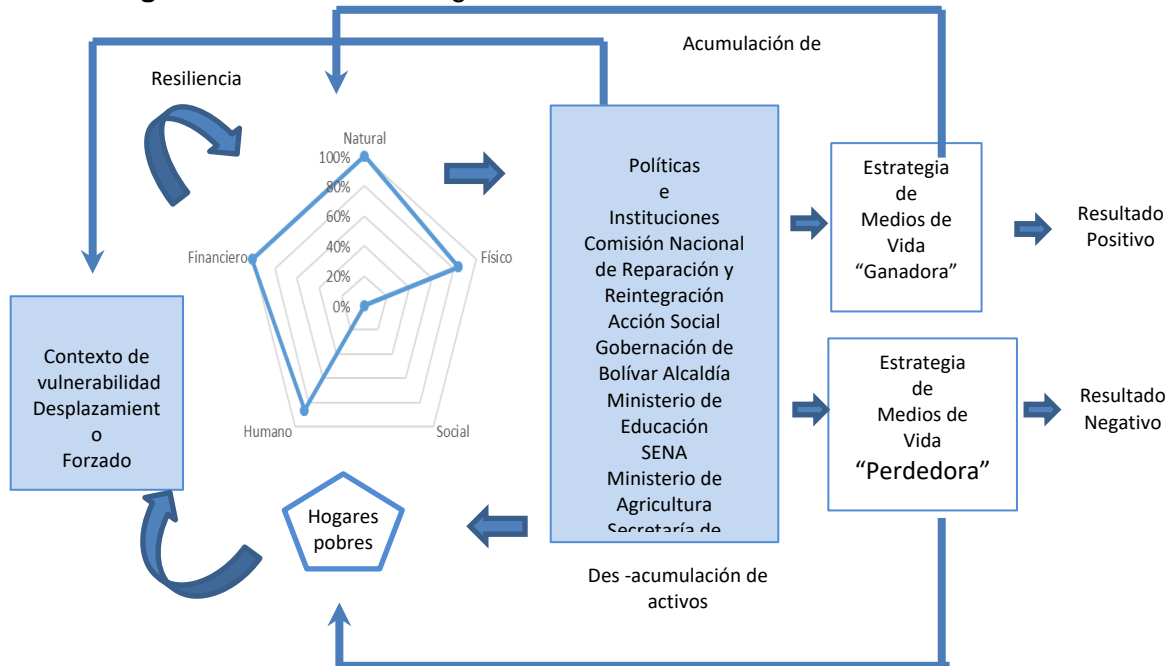 Acumulación de
Resiliencia
Natural
100%
80%
60%
40%
20%
0%
Financiero
Físico
Humano
Social
Contexto de
vulnerabilidad
Desplazamient
o
Forzado
Hogares
pobres
Políticas
e
Instituciones
Comisión Nacional
de Reparación y
Reintegración
Acción Social
Gobernación de
Bolívar Alcaldía
Ministerio de
Educación
SENA
Ministerio de
Agricultura
Secretaría de
Estrategia
de
Medios de
Vida
“Ganadora”
Resultado
Positivo
Estrategia
de
Medios de
Vida
“Perdedora”
Resultado
Negativo
Des -acumulación de
activos